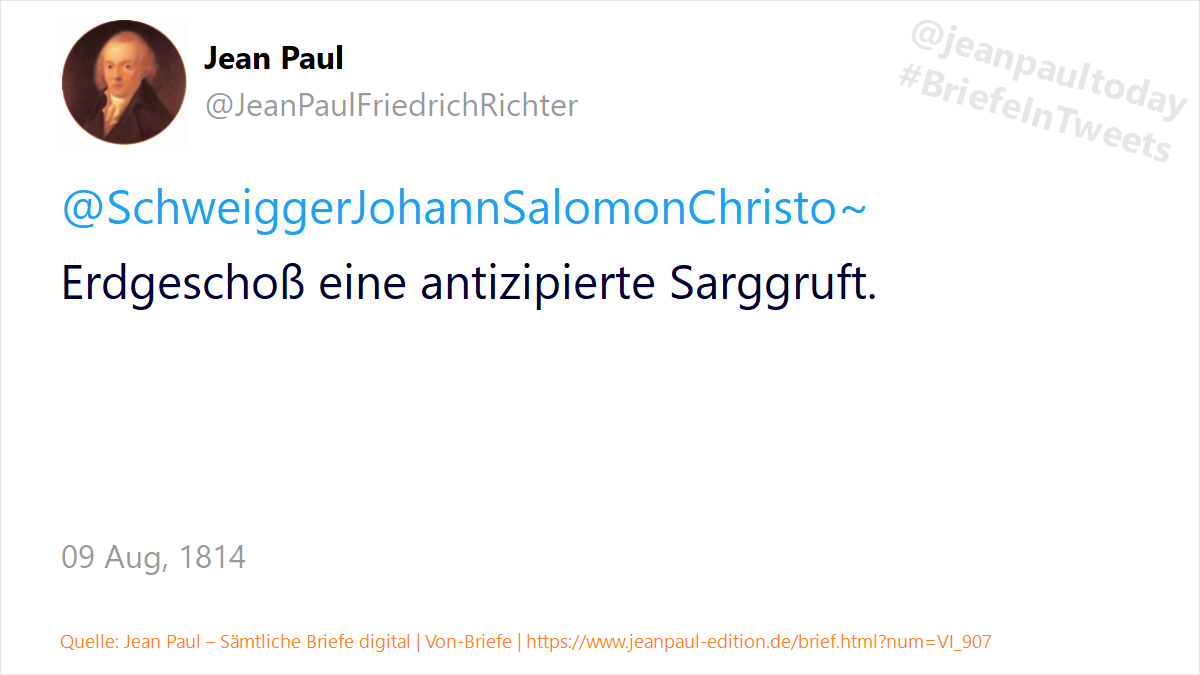 Jean Paul
@JeanPaulFriedrichRichter
@jeanpaultoday
#BriefeInTweets
@SchweiggerJohannSalomonChristo~
Erdgeschoß eine antizipierte Sarggruft.
09 Aug, 1814
Quelle: Jean Paul – Sämtliche Briefe digital | Von-Briefe | https://www.jeanpaul-edition.de/brief.html?num=VI_907